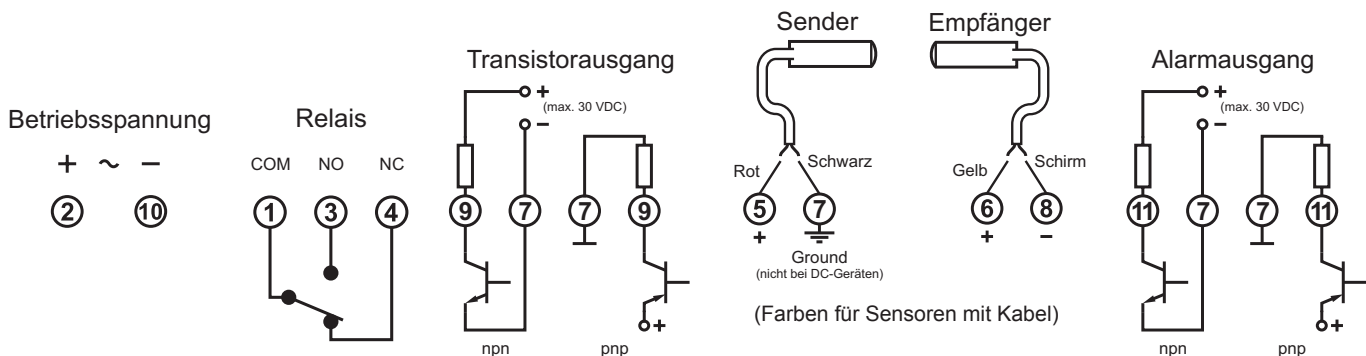 Betriebsspannung
+ ~ −
2 10
Relais
COM NO NC
1 3 4
Transistorausgang
+
(max. 30 VDC)
−
9 7 7 9
+
npn pnp
Sender
Rot Schwarz
5 7
+
Ground
(nicht bei DC-Geräten)
Empfänger
Gelb Schirm
6 8
+ −
(Farben für Sensoren mit Kabel)
Alarmausgang
+
(max. 30 VDC)
−
11 7 7 11
+
npn pnp